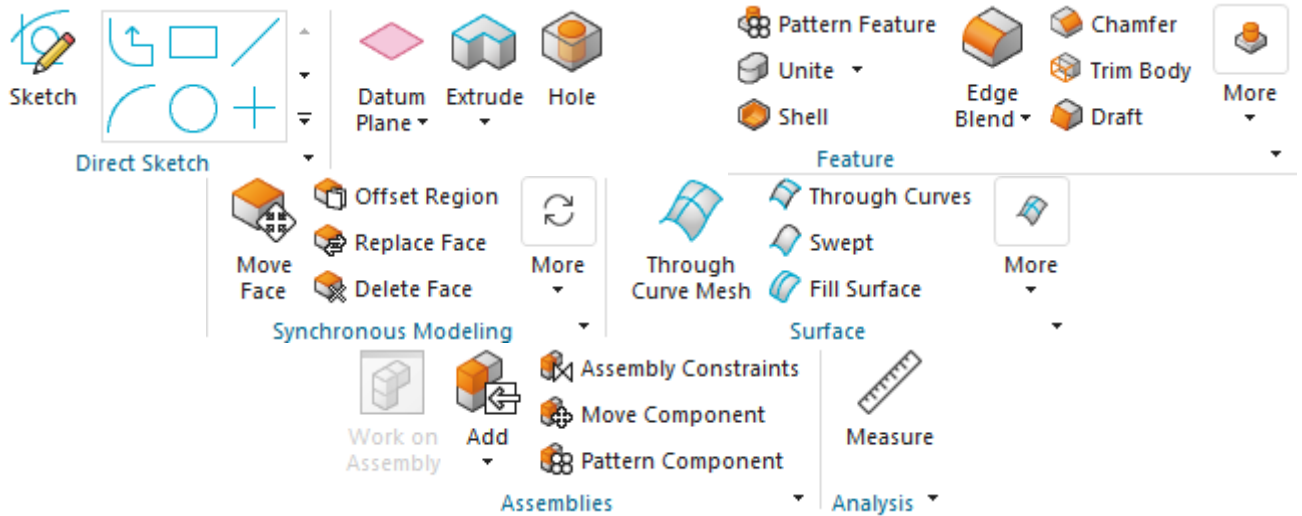 Sketch
Direct Sketch
Datum
Plane
Extrude
Hole
Pattern Feature
Unite
Shell
Edge
Blend
Chamfer
Trim Body
Draft
More
Feature
Move
Face
Offset Region
Replace Face
Delete Face
More
Synchronous Modeling
Through
Curve Mesh
Through Curves
Swept
Fill Surface
More
Surface
Work on
Assembly
Add
Assembly Constraints
Move Component
Pattern Component
Assemblies
Measure
Analysis